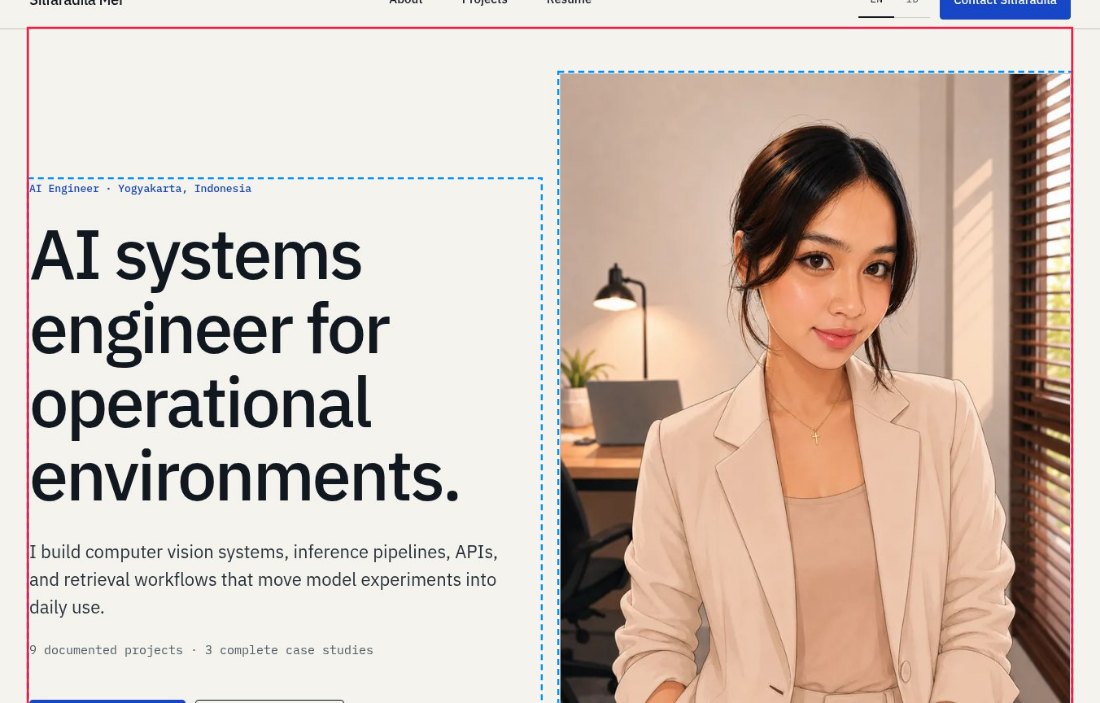 About Projects Resume
EN ID
Contact Sitiaradita
AI Engineer · Yogyakarta, Indonesia
AI systems
engineer for
operational
environments.
I build computer vision systems, inference pipelines, APIs,
and retrieval workflows that move model experiments into
daily use.
9 documented projects · 3 complete case studies